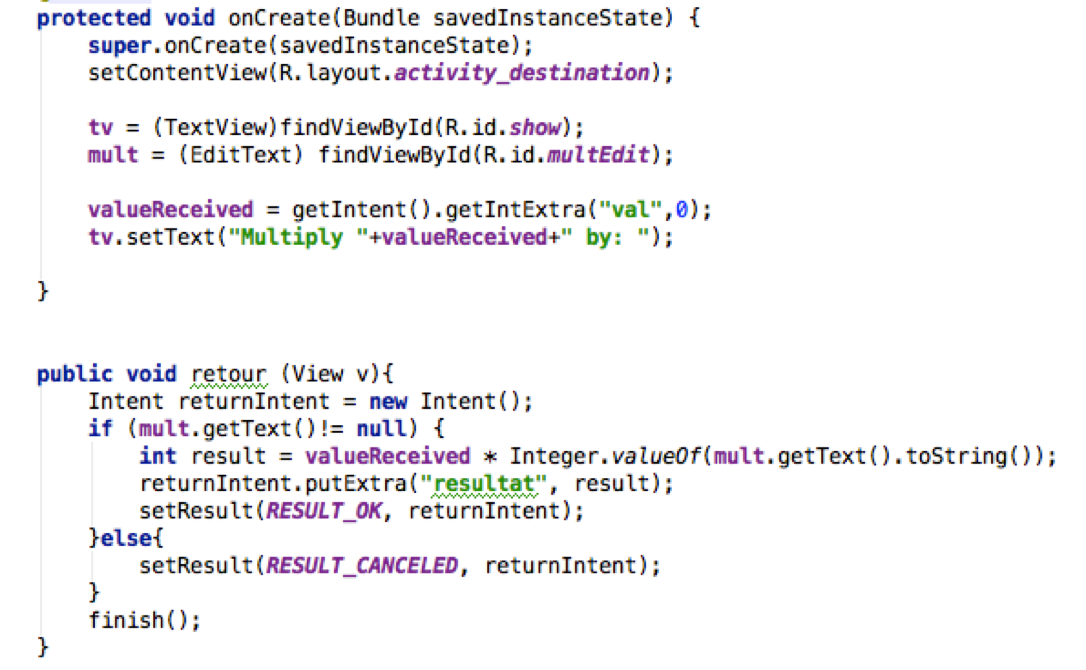 protected void onCreate(Bundle savedInstanceState) {
    super.onCreate(savedInstanceState);
    setContentView(R.layout.activity_destination);

    tv = (TextView)findViewById(R.id.show);
    mult = (EditText) findViewById(R.id.multEdit);

    valueReceived = getIntent().getIntExtra("val",0);
    tv.setText("Multiply "+valueReceived+" by: ");

}

public void retour (View v){
    Intent returnIntent = new Intent();
    if (mult.getText()!= null) {
        int result = valueReceived * Integer.valueOf(mult.getText().toString());
        returnIntent.putExtra("resultat", result);
        setResult(RESULT_OK, returnIntent);
    }else{
        setResult(RESULT_CANCELED, returnIntent);
    }
    finish();
}